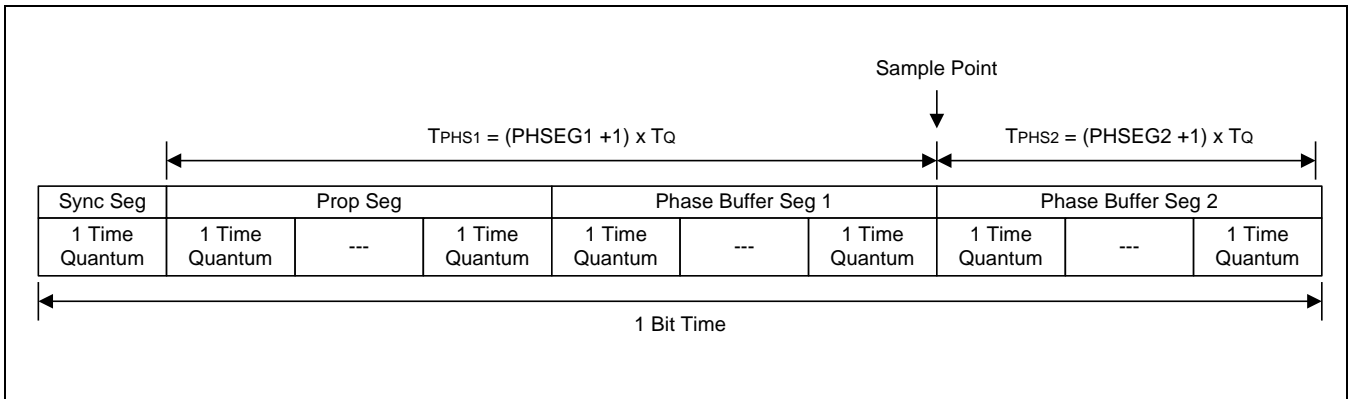 Sample Point
TPHS1 = (PHSEG1 +1) x TQ
TPHS2 = (PHSEG2 +1) x TQ
Sync Seg
Prop Seg
Phase Buffer Seg 1
Phase Buffer Seg 2
1 Time
Quantum
1 Time
Quantum
---
1 Time
Quantum
1 Time
Quantum
---
1 Time
Quantum
1 Time
Quantum
---
1 Time
Quantum
1 Bit Time